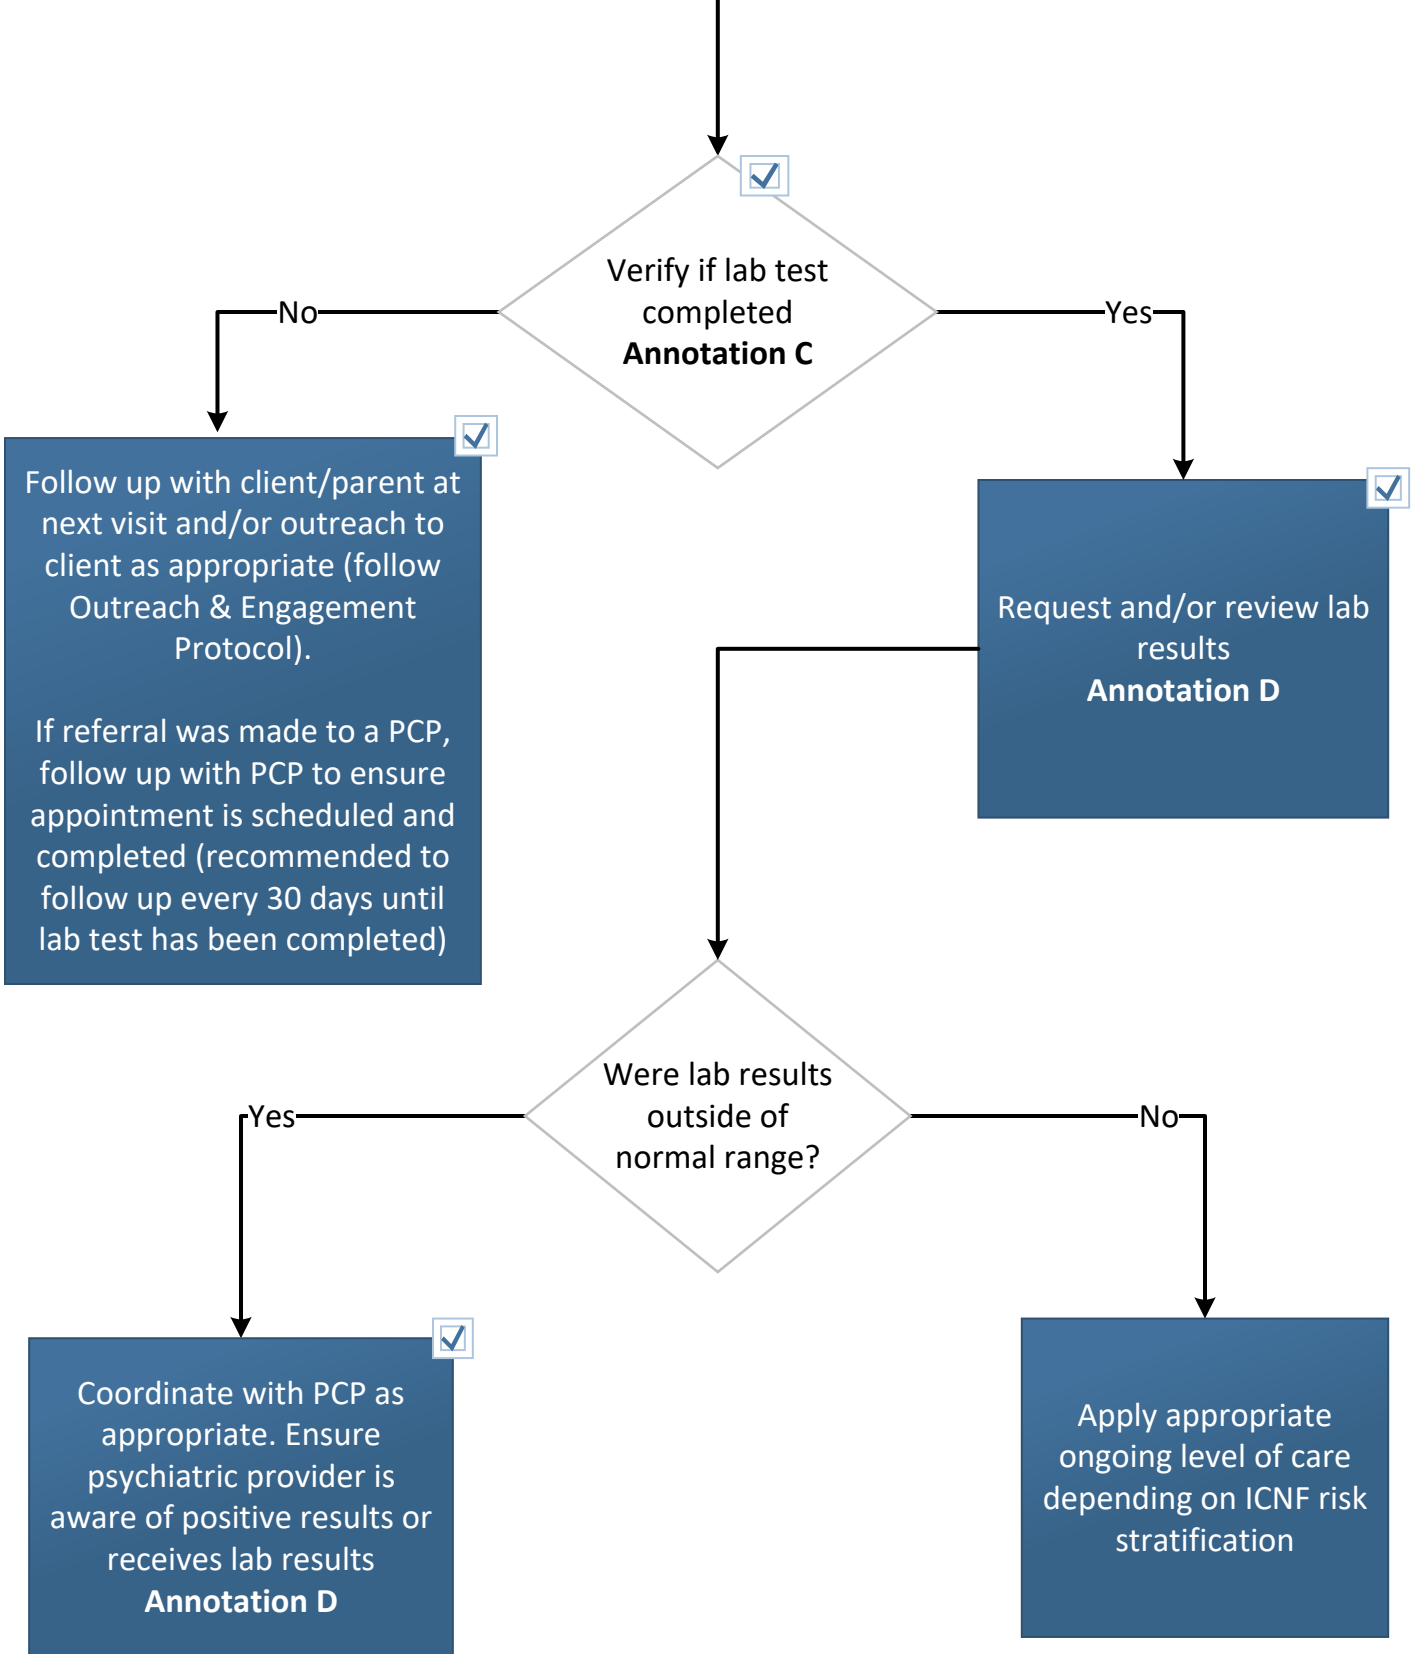 Verify if lab test
completed
Annotation C
No
Yes
Follow up with client/parent at
next visit and/or outreach to
client as appropriate (follow
Outreach & Engagement
Protocol).
If referral was made to a PCP,
follow up with PCP to ensure
appointment is scheduled and
completed (recommended to
follow up every 30 days until
lab test has been completed)
Request and/or review lab
results
Annotation D
Were lab results
outside of
normal range?
Yes
No
Coordinate with PCP as
appropriate. Ensure
psychiatric provider is
aware of positive results or
receives lab results
Annotation D
Apply appropriate
ongoing level of care
depending on ICNF risk
stratification